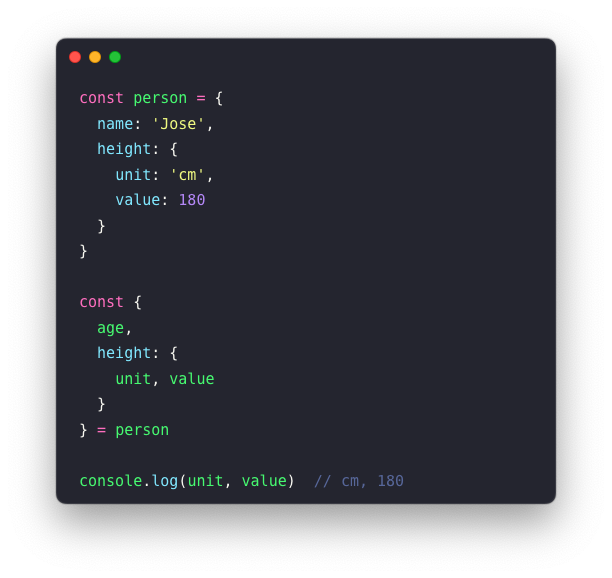 const person = {
  name: 'Jose',
  height: {
    unit: 'cm',
    value: 180
  }
}

const {
  age,
  height: {
    unit, value
  }
} = person

console.log(unit, value)  // cm, 180